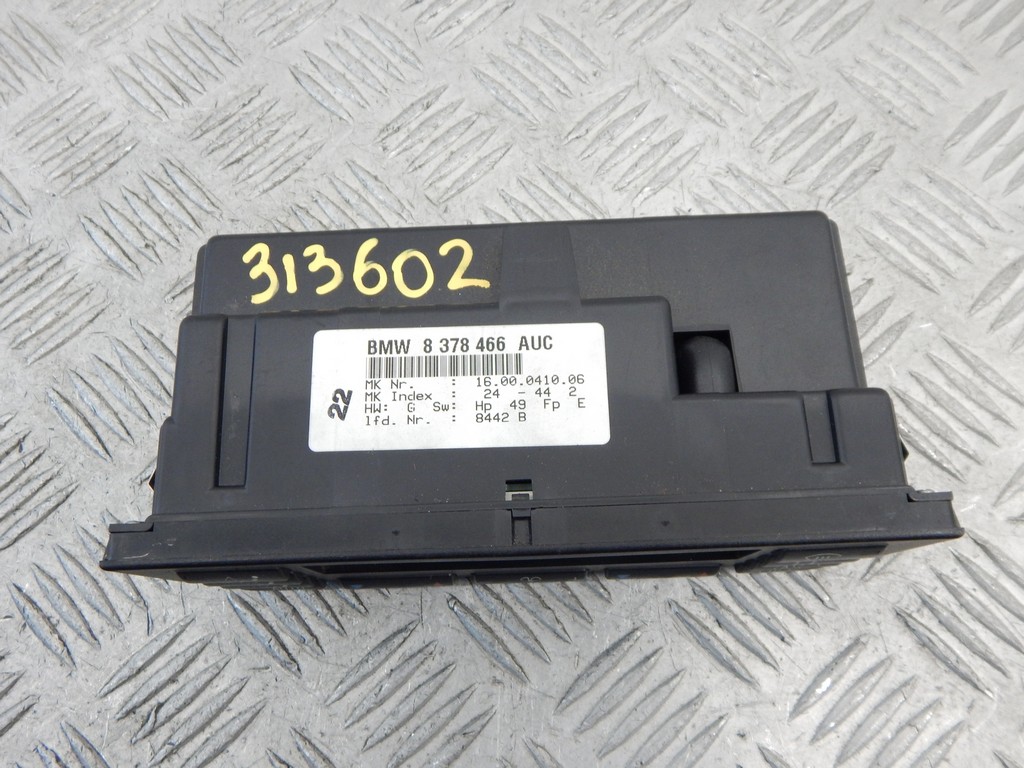 313602
BMW 8 378 466 AUC
MK Nr. : 16.00.0410.06
MK Index : 24 - 44 2
HW: G Sw: Hp 49 Fp E
lfd. Nr. : 8442 B
22